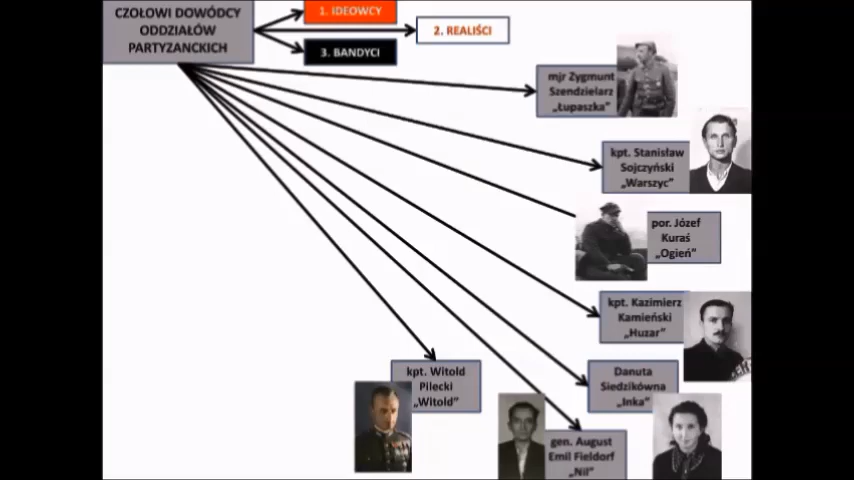 CZOŁOWI DOWÓDCY
ODDZIAŁÓW
PARTYZANCKICH
1. IDEOWCY
2. REALIŚCI
3. BANDYCI
mjr Zygmunt
Szendzielarz
„Łupaszka"
kpt. Stanisław
Sojczyński
„Warszyc"
por. Józef
Kuraś
„Ogień"
kpt. Kazimierz
Kamieński
„Huzar"
kpt. Witold
Pilecki
„Witold"
Danuta
Siedzikówna
„Inka"
gen. August
Emil Fieldorf
„Nil"